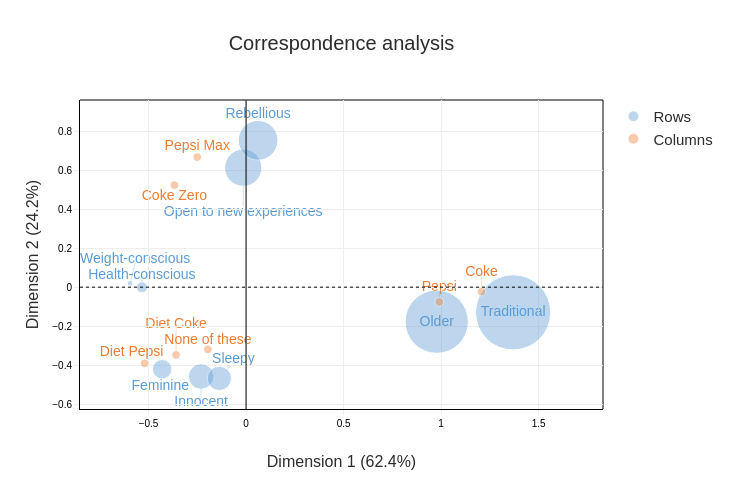 Correspondence analysis
Rebellious
Rows
Columns
0.8
Pepsi Max
0.6
Coke Zero
0.4
Open to new experiences
0.2
Weight-conscious
Health-conscious
Coke
Pepsi
0
Traditional
Older
Diet Coke
−0.2
None of these
Diet Pepsi
Sleepy
−0.4
Feminine
Innocent
−0.6
−0.5
0
0.5
1
1.5
Dimension 1 (62.4%)
Dimension 2 (24.2%)